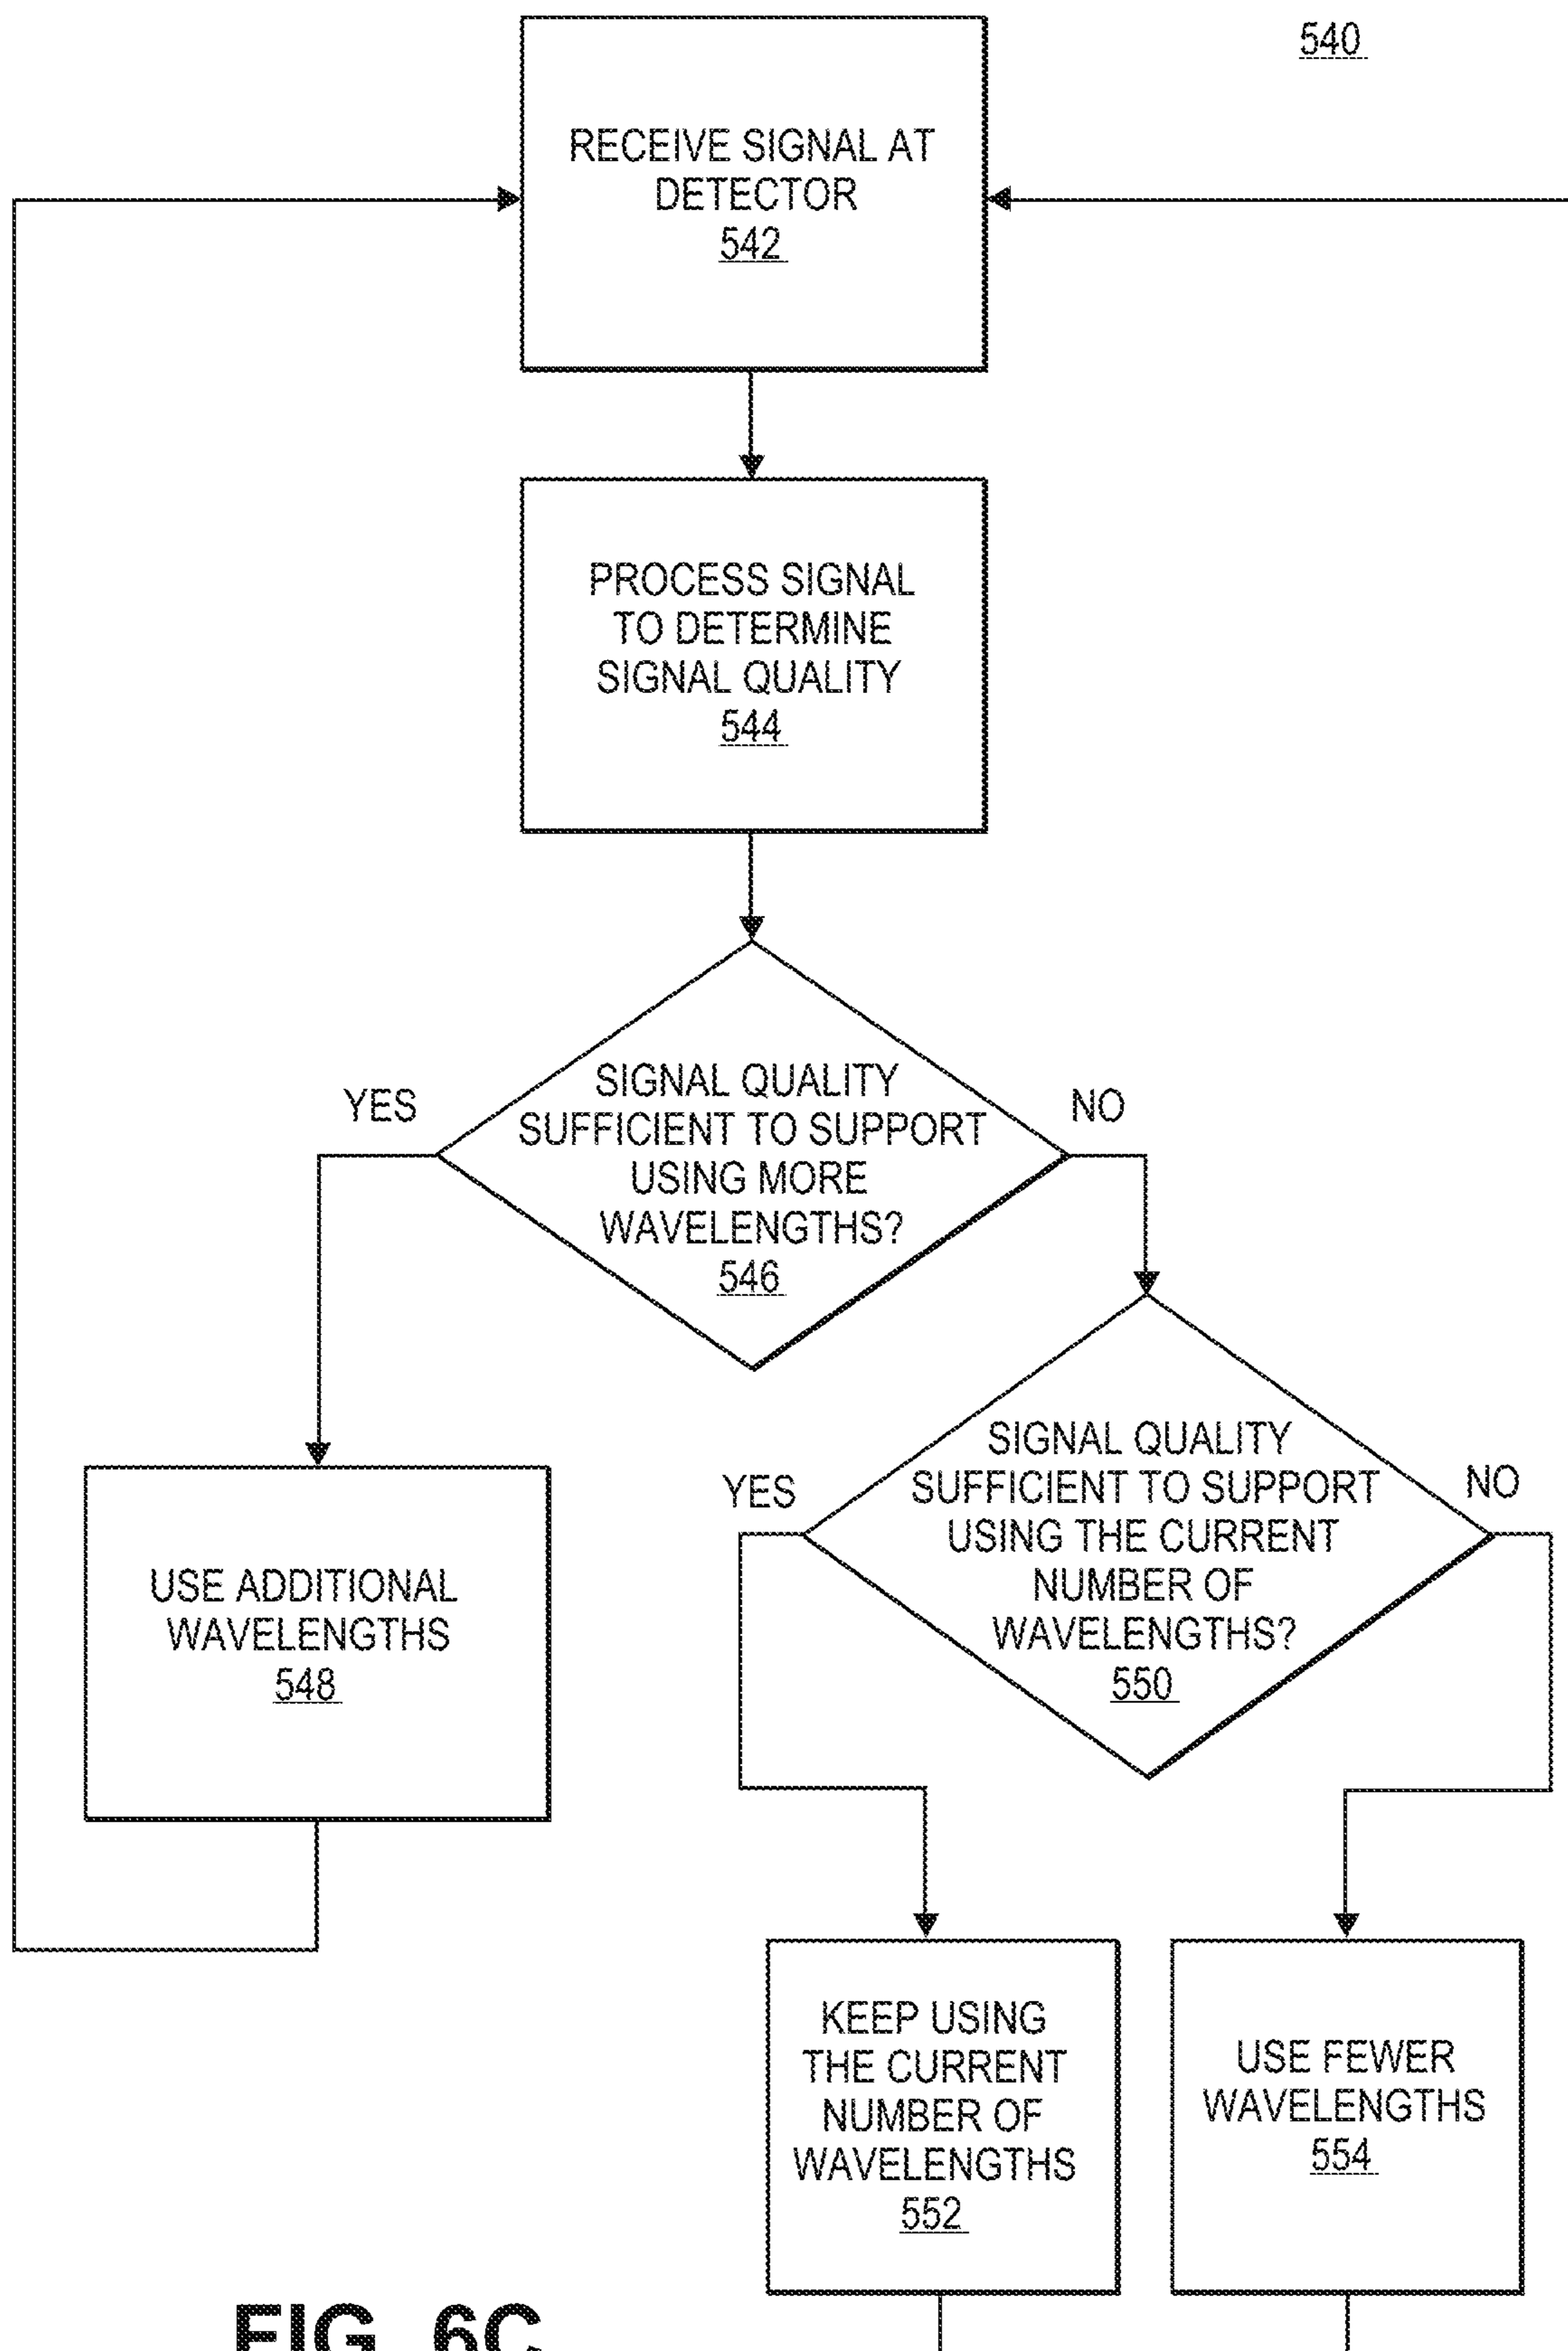 540
RECEIVE SIGNAL AT
DETECTOR
542
PROCESS SIGNAL
TO DETERMINE
SIGNAL QUALITY
544
YES
SIGNAL QUALITY
SUFFICIENT TO SUPPORT
USING MORE
WAVELENGTHS?
546
NO
USE ADDITIONAL
WAVELENGTHS
548
YES
SIGNAL QUALITY
SUFFICIENT TO SUPPORT
USING THE CURRENT
NUMBER OF
WAVELENGTHS?
550
NO
KEEP USING
THE CURRENT
NUMBER OF
WAVELENGTHS
552
USE FEWER
WAVELENGTHS
554
FIG. 6C